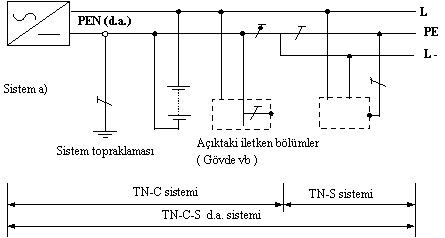 L
PEN (d.a.)
PE
L -
Sistem a)
Sistem topraklaması
Açıktaki iletken bölümler
( Gövde vb )
TN-C sistemi
TN-S sistemi
TN-C-S d.a. sistemi